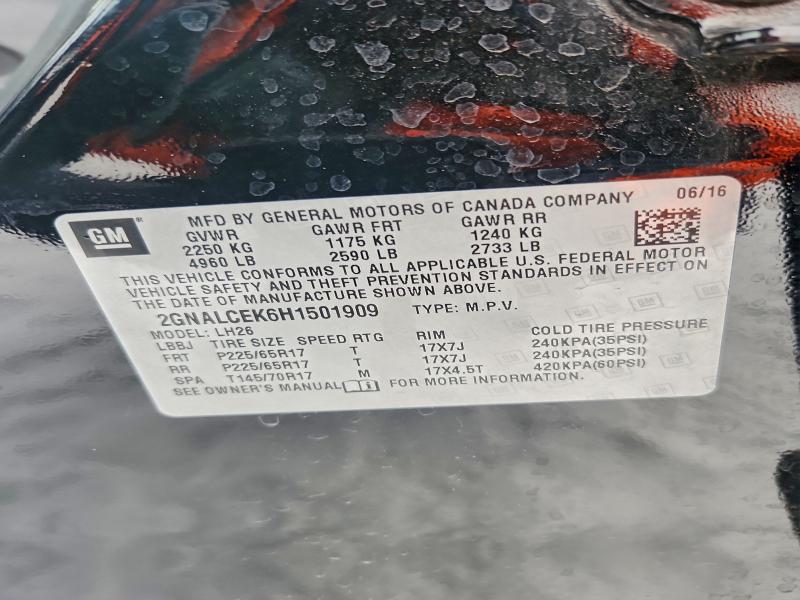 GM
MFD BY GENERAL MOTORS OF CANADA COMPANY 06/16
GVWR GAWR FRT GAWR RR
2250 KG 1175 KG 1240 KG
4960 LB 2590 LB 2733 LB
THIS VEHICLE CONFORMS TO ALL APPLICABLE U.S. FEDERAL MOTOR
VEHICLE SAFETY AND THEFT PREVENTION STANDARDS IN EFFECT ON
THE DATE OF MANUFACTURE SHOWN ABOVE.
2GNALCEK6H1501909 TYPE: M.P.V.
MODEL: LH26
LBBJ TIRE SIZE SPEED RTG RIM COLD TIRE PRESSURE
FRT P225/65R17 T 17X7J 240KPA(35PSI)
RR P225/65R17 T 17X7J 240KPA(35PSI)
SPA T145/70R17 M 17X4.5T 420KPA(60PSI)
SEE OWNER'S MANUAL FOR MORE INFORMATION.